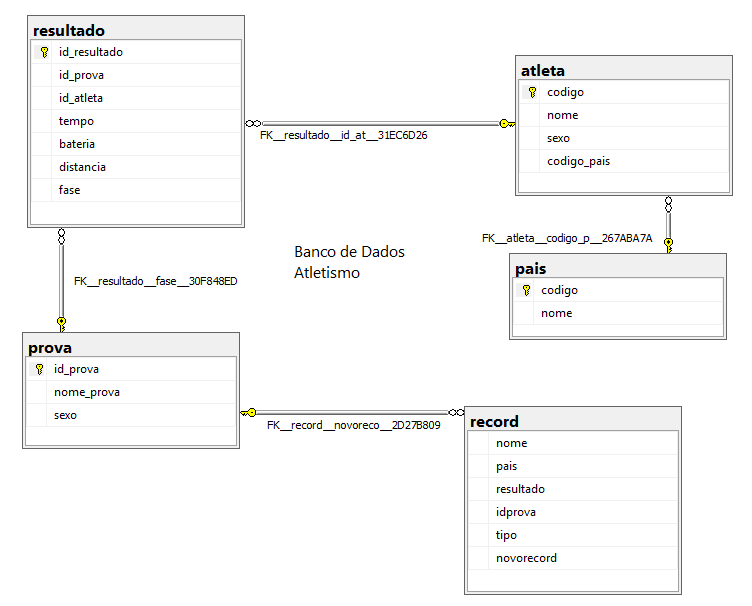 resultado
id_resultado
id_prova
id_atleta
tempo
bateria
distancia
fase
atleta
codigo
nome
sexo
codigo_pais
FK__resultado__id_at__31EC6D26
FK__atleta__codigo_p__267ABA7A
Banco de Dados
Atletismo
pais
codigo
nome
FK__resultado__fase__30F848ED
prova
id_prova
nome_prova
sexo
FK__record__novoreco__2D27B809
record
nome
pais
resultado
idprova
tipo
novorecord